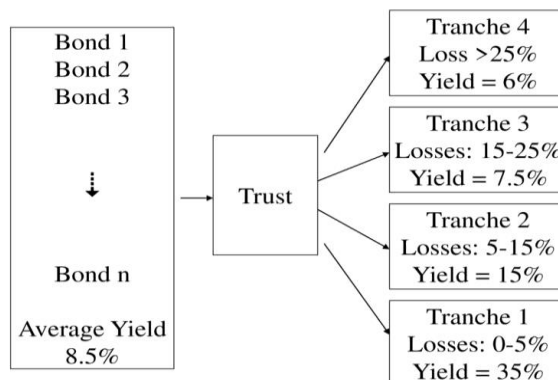 Bond 1
Bond 2
Bond 3
Bond n
Average Yield
8.5%
Trust
Tranche 4
Loss >25%
Yield = 6%
Tranche 3
Losses: 15-25%
Yield = 7.5%
Tranche 2
Losses: 5-15%
Yield = 15%
Tranche 1
Losses: 0-5%
Yield = 35%